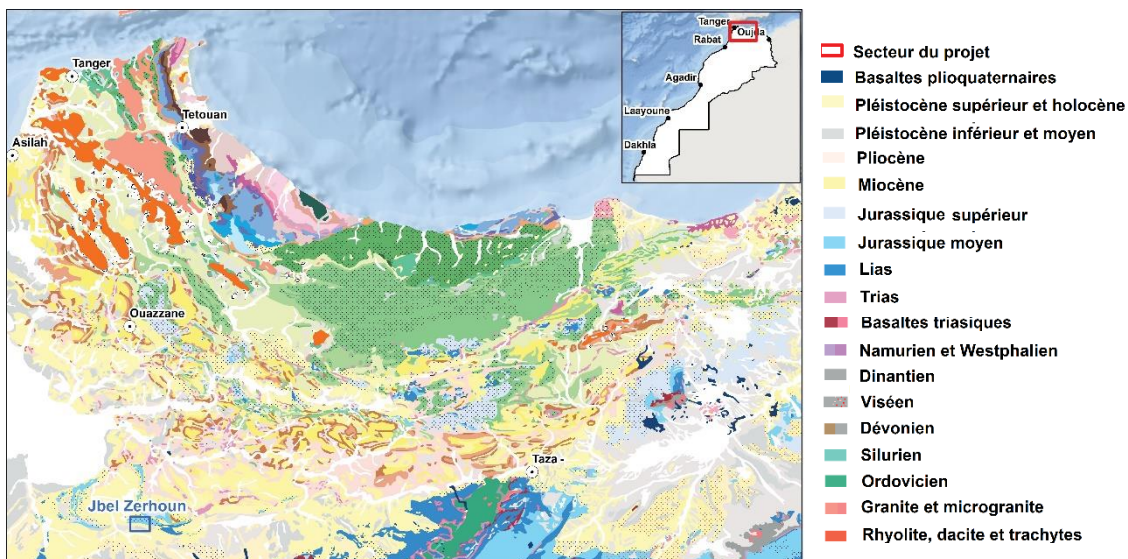 Tanger
Oujda
Rabat
Agadir
Laayoune
Dakhla
Tanger
Tetouan
Asilah
Ouazzane
Taza -
Jbel Zerhoun
Secteur du projet
Basaltes plioquaternaires
Pléistocène supérieur et holocène
Pléistocène inférieur et moyen
Pliocène
Miocène
Jurassique supérieur
Jurassique moyen
Lias
Trias
Basaltes triasiques
Namurien et Westphalien
Dinantien
Viséen
Dévonien
Silurien
Ordovicien
Granite et microgranite
Rhyolite, dacite et trachytes